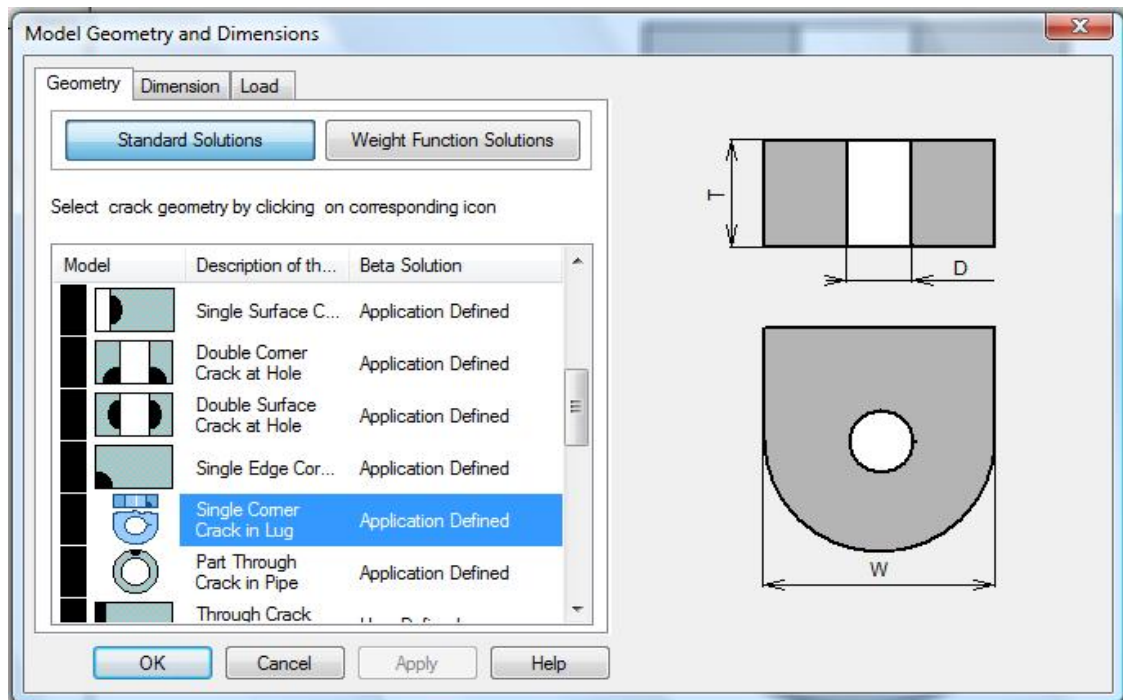 Model Geometry and Dimensions
Geometry Dimension Load
Standard Solutions Weight Function Solutions
Select crack geometry by clicking on corresponding icon
Model Description of th... Beta Solution
Single Surface C... Application Defined
Double Corner
Crack at Hole
Application Defined
Double Surface
Crack at Hole
Application Defined
Single Edge Cor... Application Defined
Single Corner
Crack in Lug
Application Defined
Part Through
Crack in Pipe
Application Defined
Through Crack
OK Cancel Apply Help
T
D
W